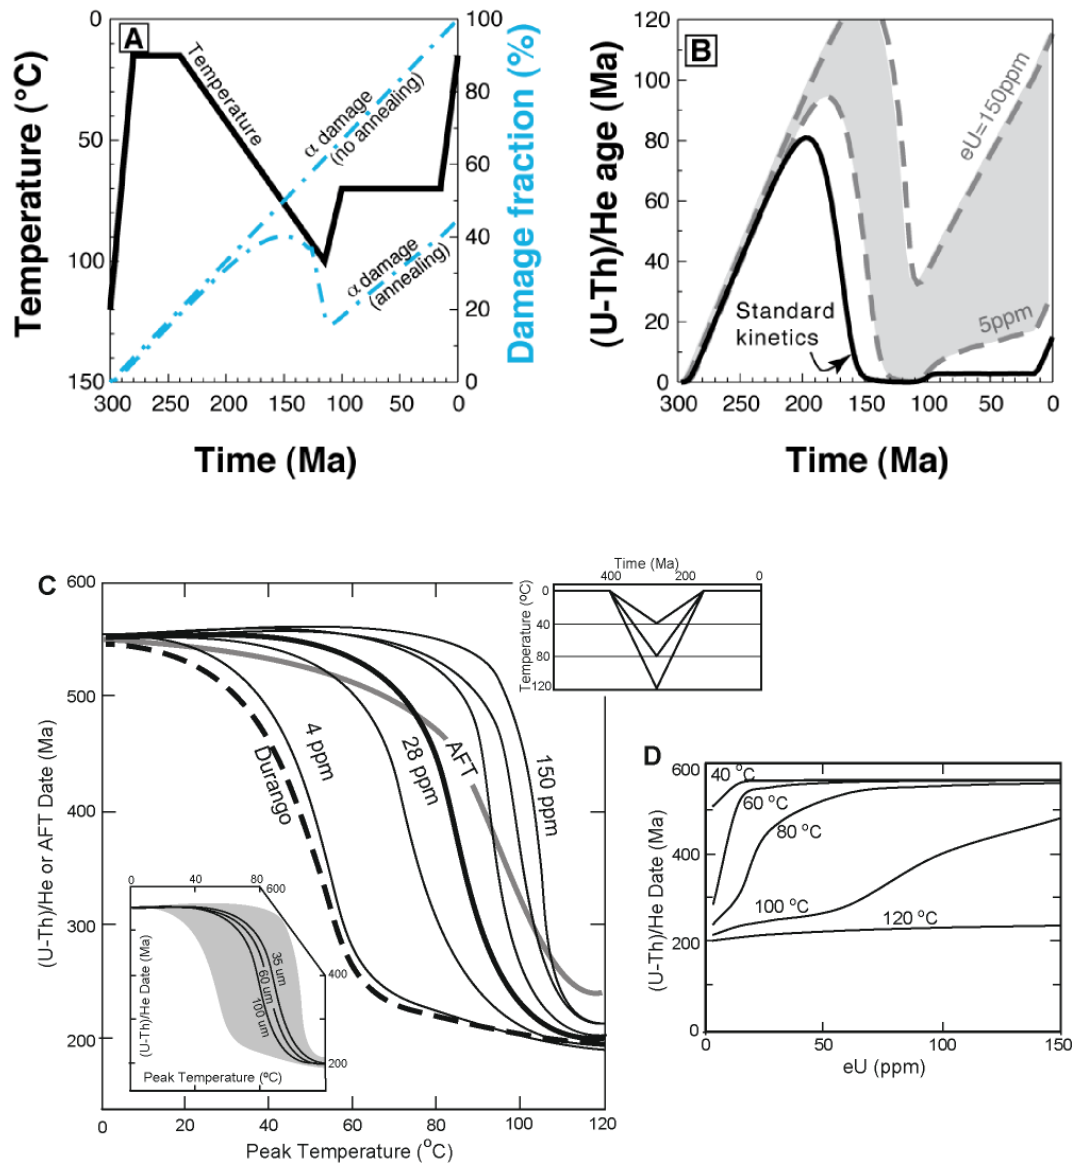 A
Temperature (°C)
0
50
100
150
Temperature
α damage
(no annealing)
α damage
(annealing)
100
80
60
40
20
0
Damage fraction (%)
300 250 200 150 100 50 0
Time (Ma)
B
(U-Th)/He age (Ma)
120
100
80
60
40
20
0
eU=150ppm
5ppm
Standard
kinetics
300 250 200 150 100 50 0
Time (Ma)
C
(U-Th)/He or AFT Date (Ma)
600
500
400
300
200
Durango
4 ppm
28 ppm
AFT
150 ppm
0 20 40 60 80 100 120
Peak Temperature (°C)
0 40 80
600
400
200
(U-Th)/He Date (Ma)
35 um
60 um
100 um
Peak Temperature (ºC)
Time (Ma)
400 200 0
Temperature (ºC)
0
40
80
120
D
(U-Th)/He Date (Ma)
600
400
200
0
40 °C
60 °C
80 °C
100 °C
120 °C
0 50 100 150
eU (ppm)